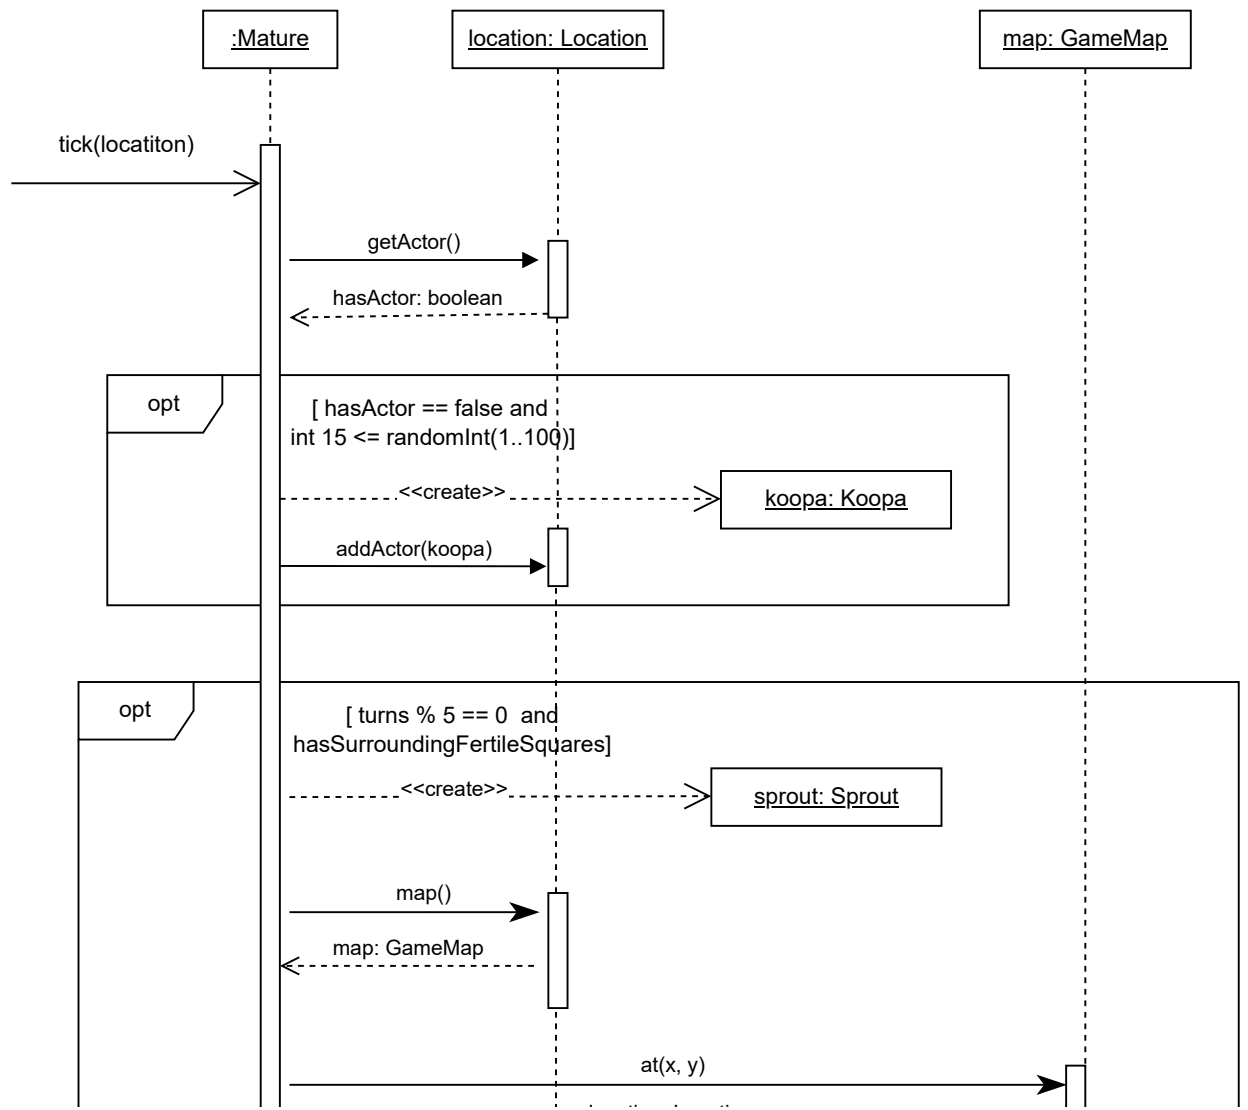 :Mature
location: Location
map: GameMap
tick(locatiton)
getActor()
hasActor: boolean
opt
[ hasActor == false and
int 15 <= randomInt(1..100)]
<<create>>
koopa: Koopa
addActor(koopa)
opt
[ turns % 5 == 0  and
hasSurroundingFertileSquares]
<<create>>
sprout: Sprout
map()
map: GameMap
at(x, y)